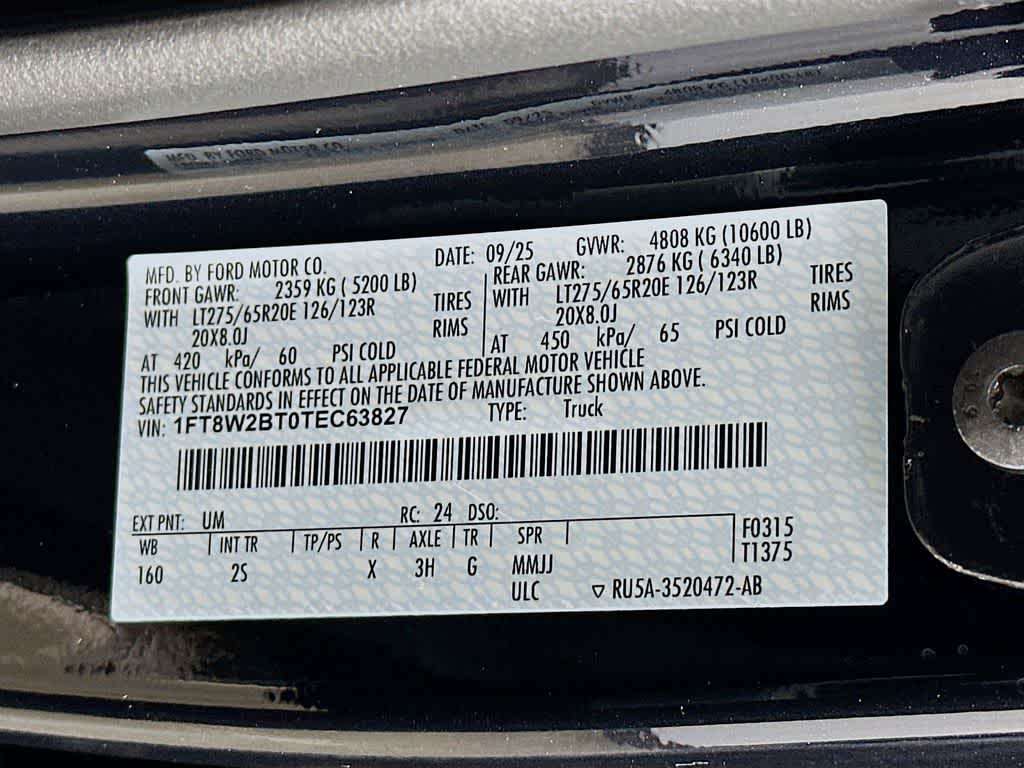 MFD. BY FORD MOTOR CO.
DATE: 09/25 GVWR: 4808 KG (10600 LB)
FRONT GAWR: 2359 KG ( 5200 LB)
WITH LT275/65R20E 126/123R TIRES
20X8.0J RIMS
AT 420 kPa/ 60 PSI COLD
REAR GAWR: 2876 KG ( 6340 LB)
WITH LT275/65R20E 126/123R TIRES
20X8.0J RIMS
AT 450 kPa/ 65 PSI COLD
THIS VEHICLE CONFORMS TO ALL APPLICABLE FEDERAL MOTOR VEHICLE
SAFETY STANDARDS IN EFFECT ON THE DATE OF MANUFACTURE SHOWN ABOVE.
VIN: 1FT8W2BT0TEC63827 TYPE: Truck
EXT PNT: UM RC: 24 DSO:
WB INT TR TP/PS R AXLE TR SPR
160 2S X 3H G MMJJ
ULC
F0315
T1375
▽ RU5A-3520472-AB
MFD. BY FORD MOTOR CO.